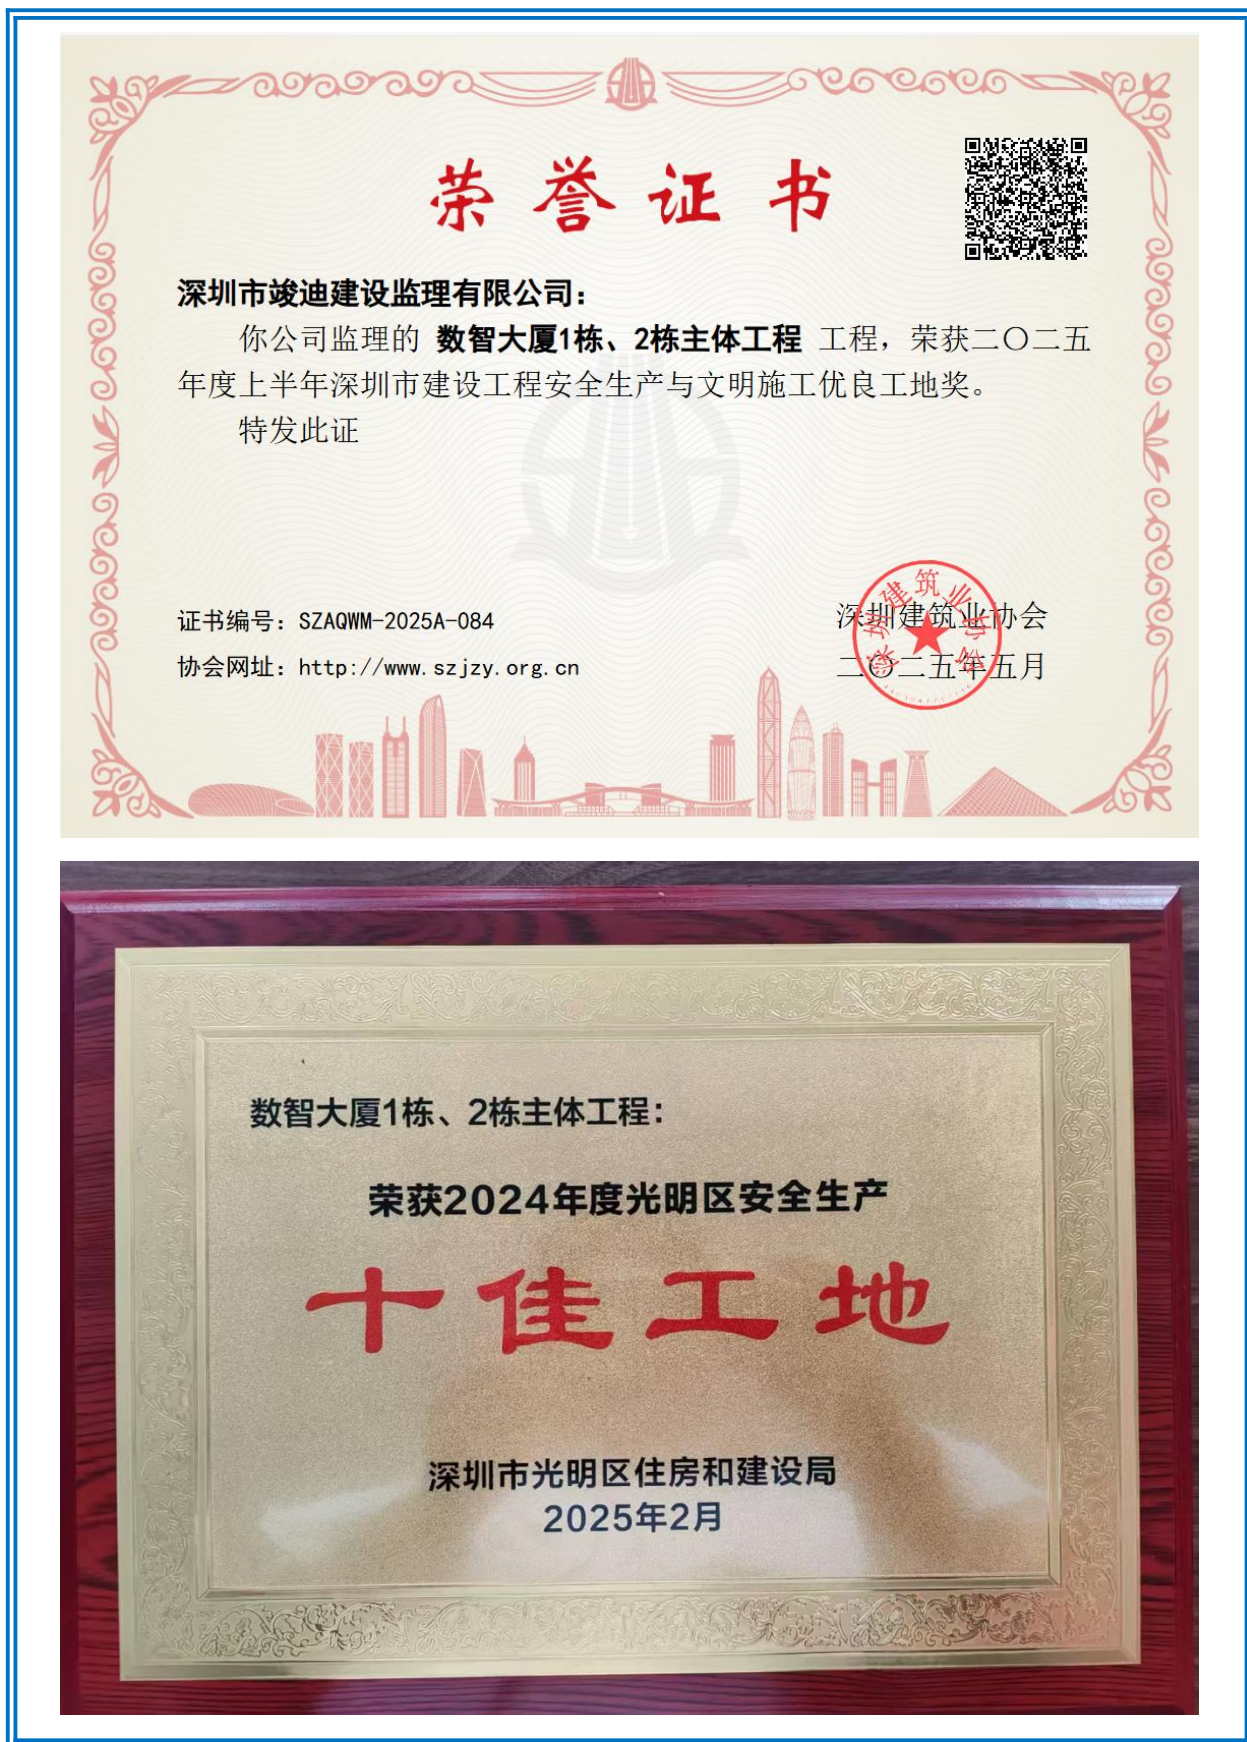 荣誉证书
深圳市竣迪建设监理有限公司：
你公司监理的 数智大厦1栋、2栋主体工程 工程，荣获二〇二五
年度上半年深圳市建设工程安全生产与文明施工优良工地奖。
特发此证
证书编号：SZAQWM-2025A-084
协会网址：http://www.szjzy.org.cn
深圳建筑业协会
二〇二五年五月
深圳建筑业协会
数智大厦1栋、2栋主体工程：
荣获2024年度光明区安全生产
十佳工地
深圳市光明区住房和建设局
2025年2月